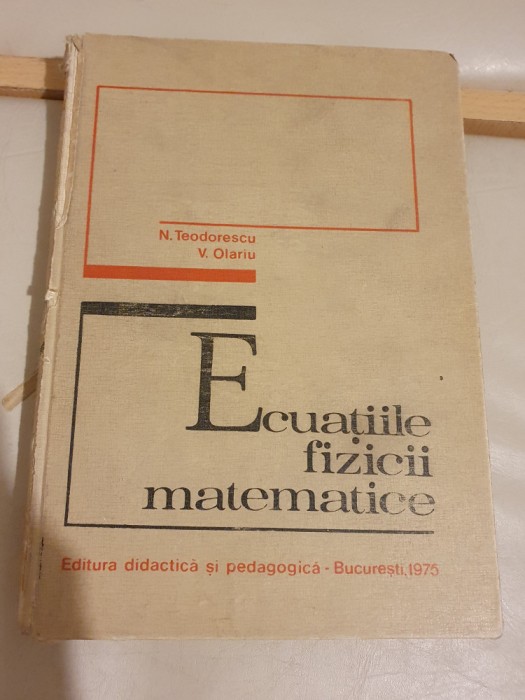 N. Teodorescu
V. Olariu
Ecuațiile
fizicii
matematice
Editura didactică și pedagogică - București, 1975